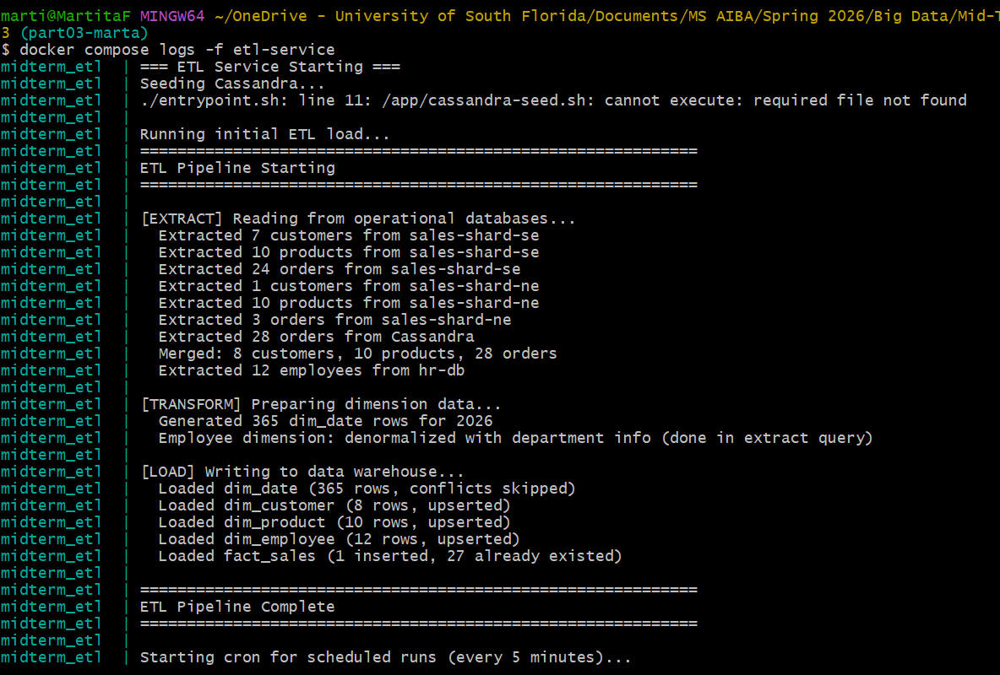 marti@MartitaF MINGW64 ~/OneDrive - University of South Florida/Documents/MS AIBA/Spring 2026/Big Data/Mid-T
3 (part03-marta)
$ docker compose logs -f etl-service
midterm_etl  | === ETL Service Starting ===
midterm_etl  | Seeding Cassandra...
midterm_etl  | ./entrypoint.sh: line 11: /app/cassandra-seed.sh: cannot execute: required file not found
midterm_etl  |
midterm_etl  | Running initial ETL load...
midterm_etl  | ============================================================
midterm_etl  | ETL Pipeline Starting
midterm_etl  | ============================================================
midterm_etl  |
midterm_etl  | [EXTRACT] Reading from operational databases...
midterm_etl  |   Extracted 7 customers from sales-shard-se
midterm_etl  |   Extracted 10 products from sales-shard-se
midterm_etl  |   Extracted 24 orders from sales-shard-se
midterm_etl  |   Extracted 1 customers from sales-shard-ne
midterm_etl  |   Extracted 10 products from sales-shard-ne
midterm_etl  |   Extracted 3 orders from sales-shard-ne
midterm_etl  |   Extracted 28 orders from Cassandra
midterm_etl  |   Merged: 8 customers, 10 products, 28 orders
midterm_etl  |   Extracted 12 employees from hr-db
midterm_etl  |
midterm_etl  | [TRANSFORM] Preparing dimension data...
midterm_etl  |   Generated 365 dim_date rows for 2026
midterm_etl  |   Employee dimension: denormalized with department info (done in extract query)
midterm_etl  |
midterm_etl  | [LOAD] Writing to data warehouse...
midterm_etl  |   Loaded dim_date (365 rows, conflicts skipped)
midterm_etl  |   Loaded dim_customer (8 rows, upserted)
midterm_etl  |   Loaded dim_product (10 rows, upserted)
midterm_etl  |   Loaded dim_employee (12 rows, upserted)
midterm_etl  |   Loaded fact_sales (1 inserted, 27 already existed)
midterm_etl  |
midterm_etl  | ============================================================
midterm_etl  | ETL Pipeline Complete
midterm_etl  | ============================================================
midterm_etl  |
midterm_etl  | Starting cron for scheduled runs (every 5 minutes)...